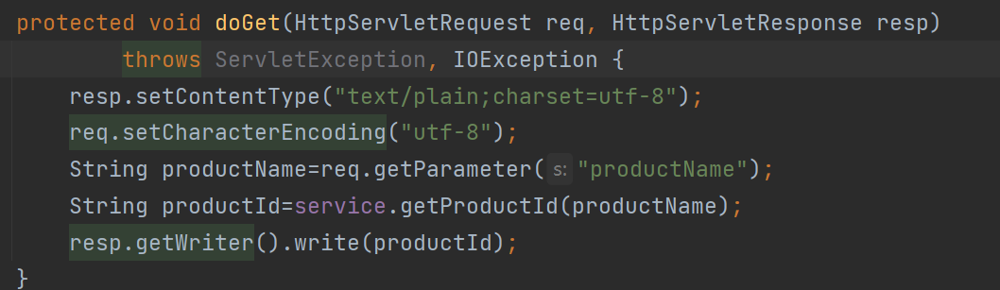 protected void doGet(HttpServletRequest req, HttpServletResponse resp)
throws ServletException, IOException {
resp.setContentType("text/plain;charset=utf-8");
req.setCharacterEncoding("utf-8");
String productName=req.getParameter( s: "productName");
String productId=service.getProductId(productName);
resp.getWriter().write(productId);
}